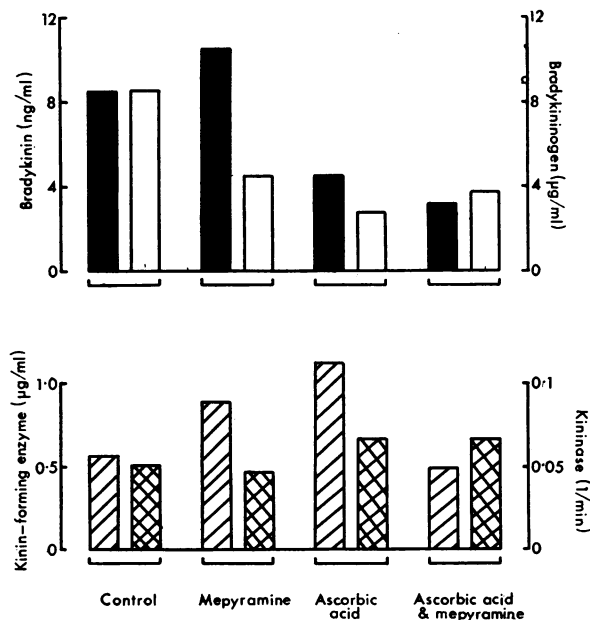 12
8
4
0
Bradykinin (ng/ml)
12
8
4
0
Bradykininogen (µg/ml)
1·0
0·5
0
Kinin-forming enzyme (µg/ml)
0·1
0·05
0
Kininase (1/min)
Control
Mepyramine
Ascorbic
acid
Ascorbic acid
& mepyramine